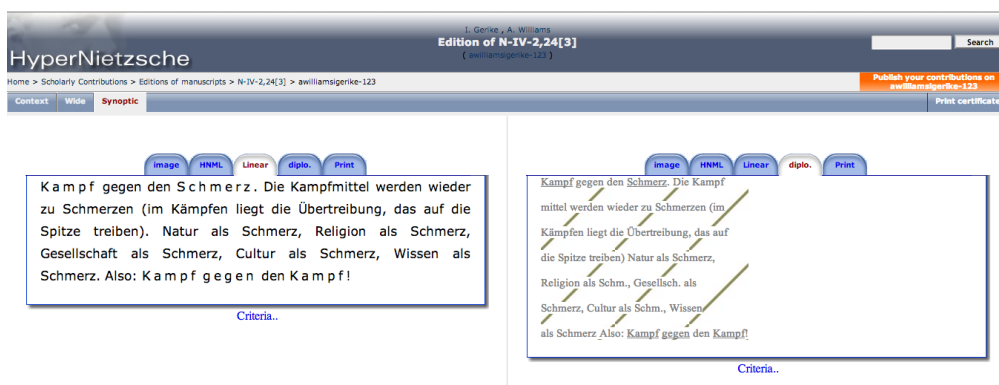 I. Gerike , A. Williams
Edition of N-IV-2,24[3]
( awilliamsigerike-123 )
Search
HyperNietzsche
Home > Scholarly Contributions > Editions of manuscripts > N-IV-2,24[3] > awilliamsigerike-123
Publish your contributions on
awilliamsigerike-123
Context Wide Synoptic
Print certificate
image HNML Linear diplo. Print
K a m p f gegen den S c h m e r z . Die Kampfmittel werden wieder
zu Schmerzen (im Kämpfen liegt die Übertreibung, das auf die
Spitze treiben). Natur als Schmerz, Religion als Schmerz,
Gesellschaft als Schmerz, Cultur als Schmerz, Wissen als
Schmerz. Also: K a m p f g e g e n den K a m p f !
Criteria..
image HNML Linear diplo. Print
Kampf gegen den Schmerz. Die Kampf
mittel werden wieder zu Schmerzen (im
Kämpfen liegt die Übertreibung, das auf
die Spitze treiben) Natur als Schmerz,
Religion als Schm., Gesellsch. als
Schmerz, Cultur als Schm., Wissen
als Schmerz Also: Kampf gegen den Kampf!
Criteria..